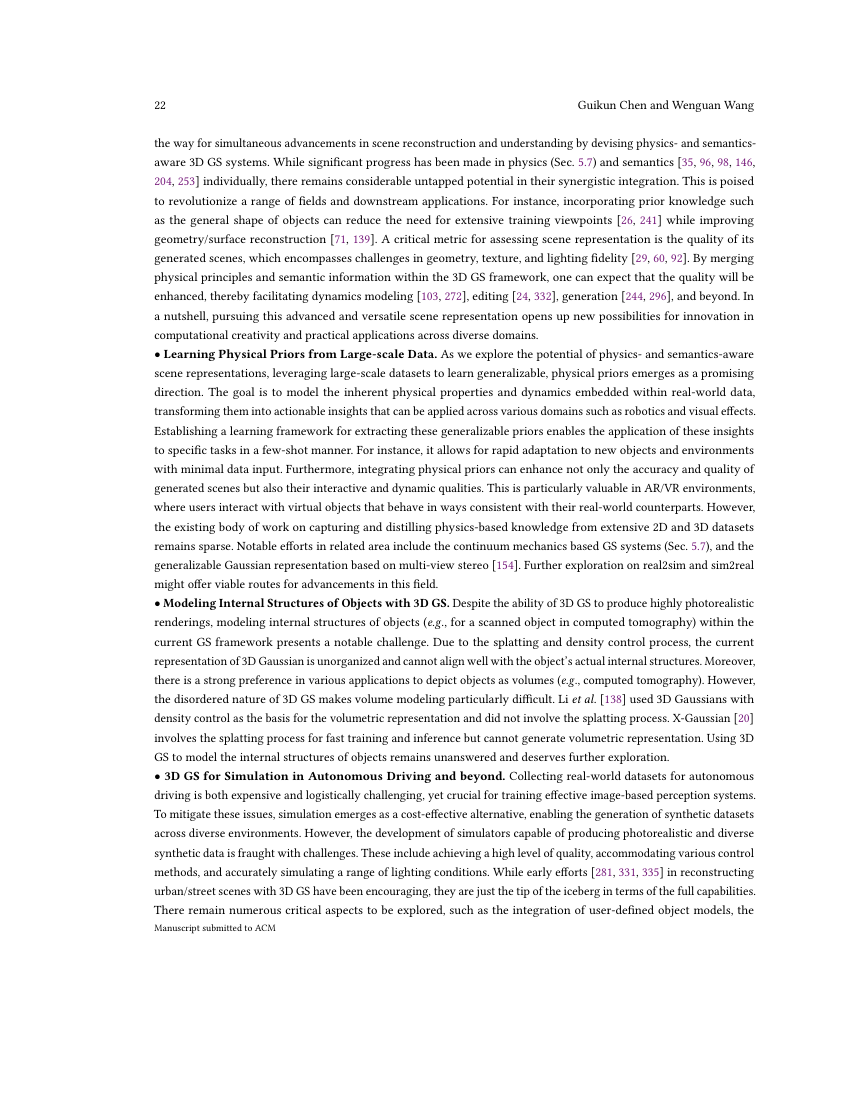 22
Guikun Chen and Wenguan Wang
the way for simultaneous advancements in scene reconstruction and understanding by devising physics- and semantics-
aware 3D GS systems. While significant progress has been made in physics (Sec. 5.7) and semantics [35, 96, 98, 146,
204, 253] individually, there remains considerable untapped potential in their synergistic integration. This is poised
to revolutionize a range of fields and downstream applications. For instance, incorporating prior knowledge such
as the general shape of objects can reduce the need for extensive training viewpoints [26, 241] while improving
geometry/surface reconstruction [71, 139]. A critical metric for assessing scene representation is the quality of its
generated scenes, which encompasses challenges in geometry, texture, and lighting fidelity [29, 60, 92]. By merging
physical principles and semantic information within the 3D GS framework, one can expect that the quality will be
enhanced, thereby facilitating dynamics modeling [103, 272], editing [24, 332], generation [244, 296], and beyond. In
a nutshell, pursuing this advanced and versatile scene representation opens up new possibilities for innovation in
computational creativity and practical applications across diverse domains.
• Learning Physical Priors from Large-scale Data. As we explore the potential of physics- and semantics-aware
scene representations, leveraging large-scale datasets to learn generalizable, physical priors emerges as a promising
direction. The goal is to model the inherent physical properties and dynamics embedded within real-world data,
transforming them into actionable insights that can be applied across various domains such as robotics and visual effects.
Establishing a learning framework for extracting these generalizable priors enables the application of these insights
to specific tasks in a few-shot manner. For instance, it allows for rapid adaptation to new objects and environments
with minimal data input. Furthermore, integrating physical priors can enhance not only the accuracy and quality of
generated scenes but also their interactive and dynamic qualities. This is particularly valuable in AR/VR environments,
where users interact with virtual objects that behave in ways consistent with their real-world counterparts. However,
the existing body of work on capturing and distilling physics-based knowledge from extensive 2D and 3D datasets
remains sparse. Notable efforts in related area include the continuum mechanics based GS systems (Sec. 5.7), and the
generalizable Gaussian representation based on multi-view stereo [154]. Further exploration on real2sim and sim2real
might offer viable routes for advancements in this field.
• Modeling Internal Structures of Objects with 3D GS. Despite the ability of 3D GS to produce highly photorealistic
renderings, modeling internal structures of objects (e.g., for a scanned object in computed tomography) within the
current GS framework presents a notable challenge. Due to the splatting and density control process, the current
representation of 3D Gaussian is unorganized and cannot align well with the object's actual internal structures. Moreover,
there is a strong preference in various applications to depict objects as volumes (e.g., computed tomography). However,
the disordered nature of 3D GS makes volume modeling particularly difficult. Li et al. [138] used 3D Gaussians with
density control as the basis for the volumetric representation and did not involve the splatting process. X-Gaussian [20]
involves the splatting process for fast training and inference but cannot generate volumetric representation. Using 3D
GS to model the internal structures of objects remains unanswered and deserves further exploration.
• 3D GS for Simulation in Autonomous Driving and beyond. Collecting real-world datasets for autonomous
driving is both expensive and logistically challenging, yet crucial for training effective image-based perception systems.
To mitigate these issues, simulation emerges as a cost-effective alternative, enabling the generation of synthetic datasets
across diverse environments. However, the development of simulators capable of producing photorealistic and diverse
synthetic data is fraught with challenges. These include achieving a high level of quality, accommodating various control
methods, and accurately simulating a range of lighting conditions. While early efforts [281, 331, 335] in reconstructing
urban/street scenes with 3D GS have been encouraging, they are just the tip of the iceberg in terms of the full capabilities.
There remain numerous critical aspects to be explored, such as the integration of user-defined object models, the
Manuscript submitted to ACM